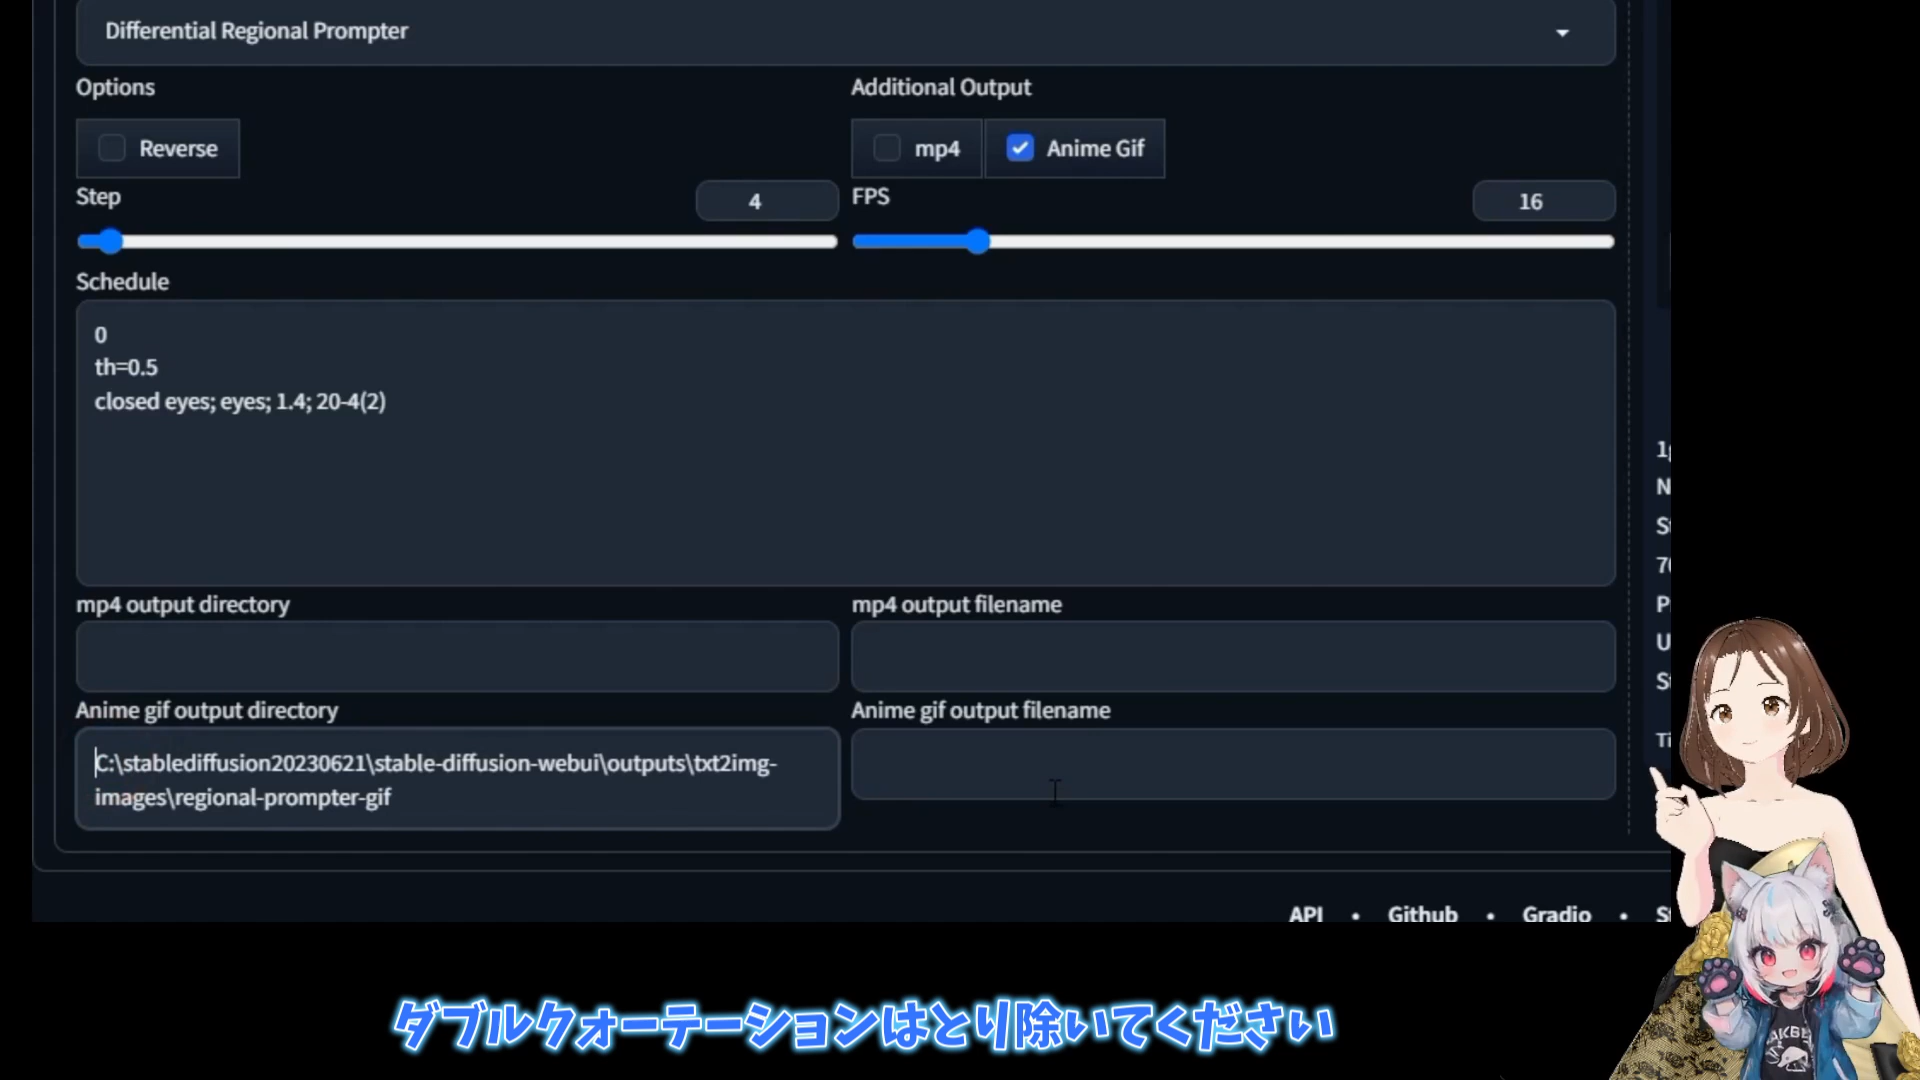 Differential Regional Prompter
Options
Additional Output
Reverse
mp4
Anime Gif
Step
4
FPS
16
Schedule
0
th=0.5
closed eyes; eyes; 1.4; 20-4(2)
mp4 output directory
mp4 output filename
Anime gif output directory
Anime gif output filename
C:\stablediffusion20230621\stable-diffusion-webui\outputs\txt2img-
images\regional-prompter-gif
API • Github • Gradio •
ダブルクォーテーションはとり除いてください